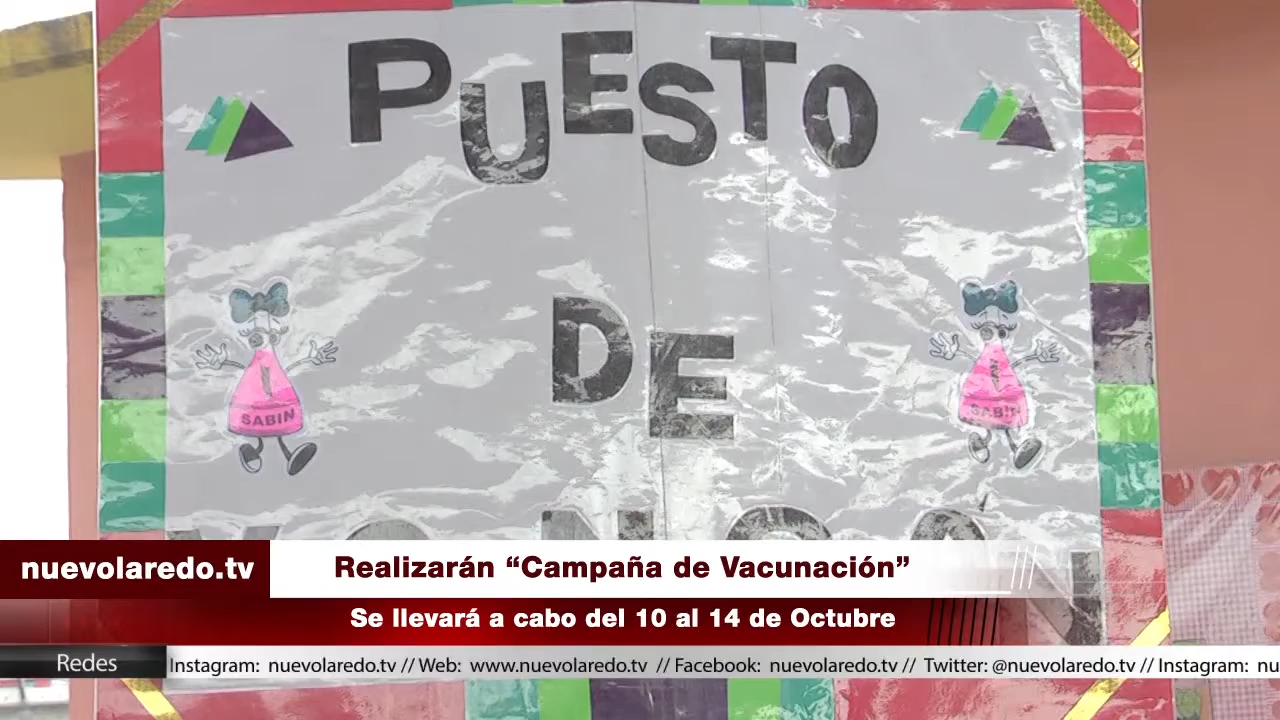 PUESTO
DE
SABIN
SABIN
nuevolaredo.tv
Realizarán “Campaña de Vacunación”
Se llevará a cabo del 10 al 14 de Octubre
Redes
Instagram: nuevolaredo.tv // Web: www.nuevolaredo.tv // Facebook: nuevolaredo.tv // Twitter: @nuevolaredo.tv // Instagram: nu